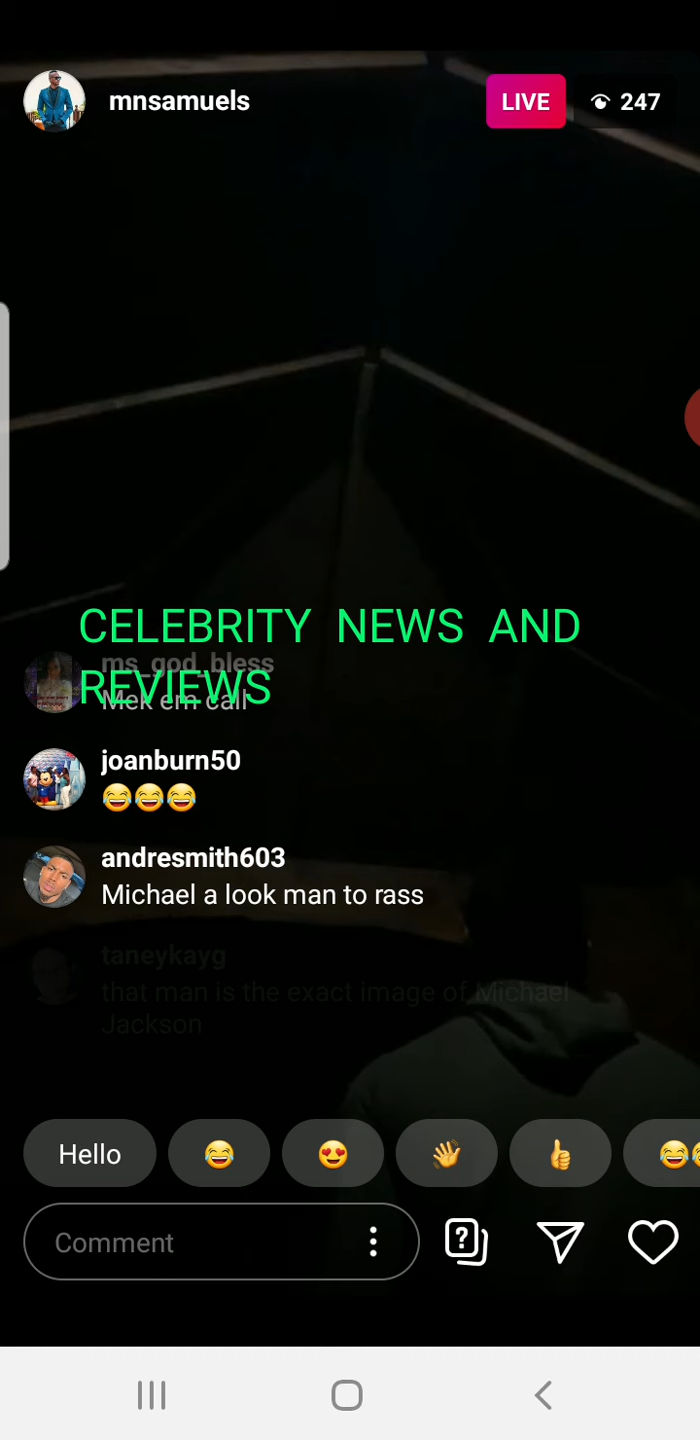 mnsamuels
LIVE
247
CELEBRITY NEWS AND
ms_god_bless
REVIEWS
Mek em call
joanburn50
😂😂😂
andresmith603
Michael a look man to rass
taneykayg
that man is the exact image of Michael
Jackson
Hello
😂
😍
👋
👍
😂
Comment